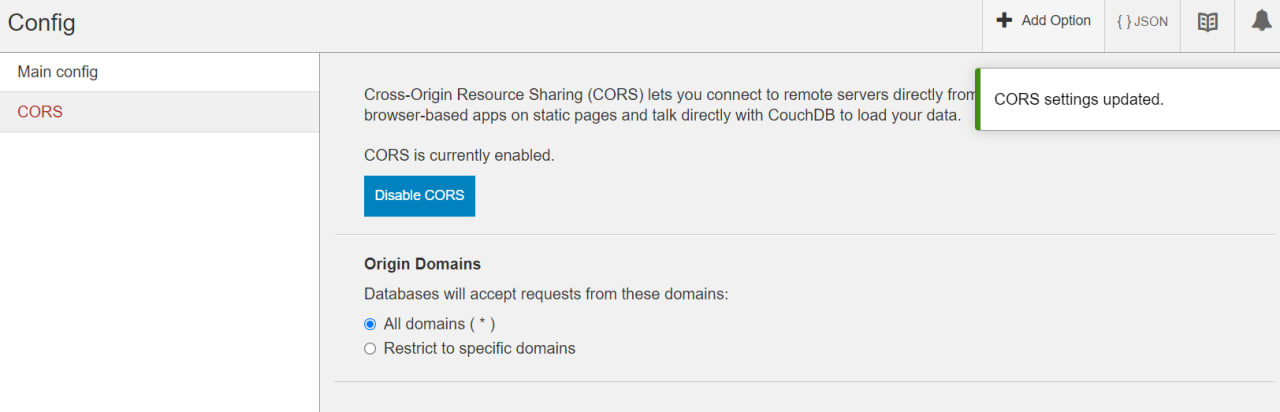 Config
Add Option
{ } JSON
Main config
CORS
Cross-Origin Resource Sharing (CORS) lets you connect to remote servers directly from
browser-based apps on static pages and talk directly with CouchDB to load your data.
CORS settings updated.
CORS is currently enabled.
Disable CORS
Origin Domains
Databases will accept requests from these domains:
All domains ( * )
Restrict to specific domains